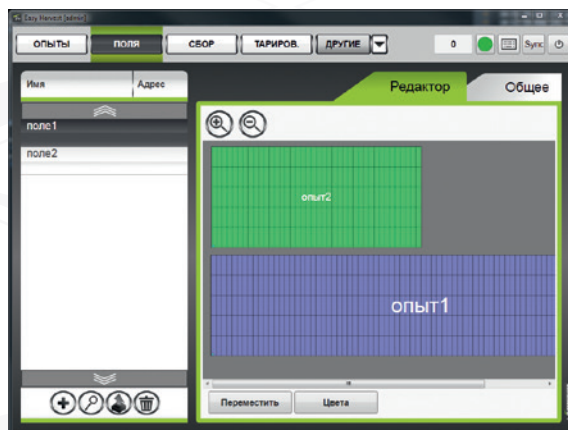 Easy Harvest [admin]
ОПЫТЫ ПОЛЯ СБОР ТАРИРОВ. ДРУГИЕ 0 Sync
Имя Адрес
Редактор Общее
поле1
поле2
опыт2
опыт1
Переместить Цвета